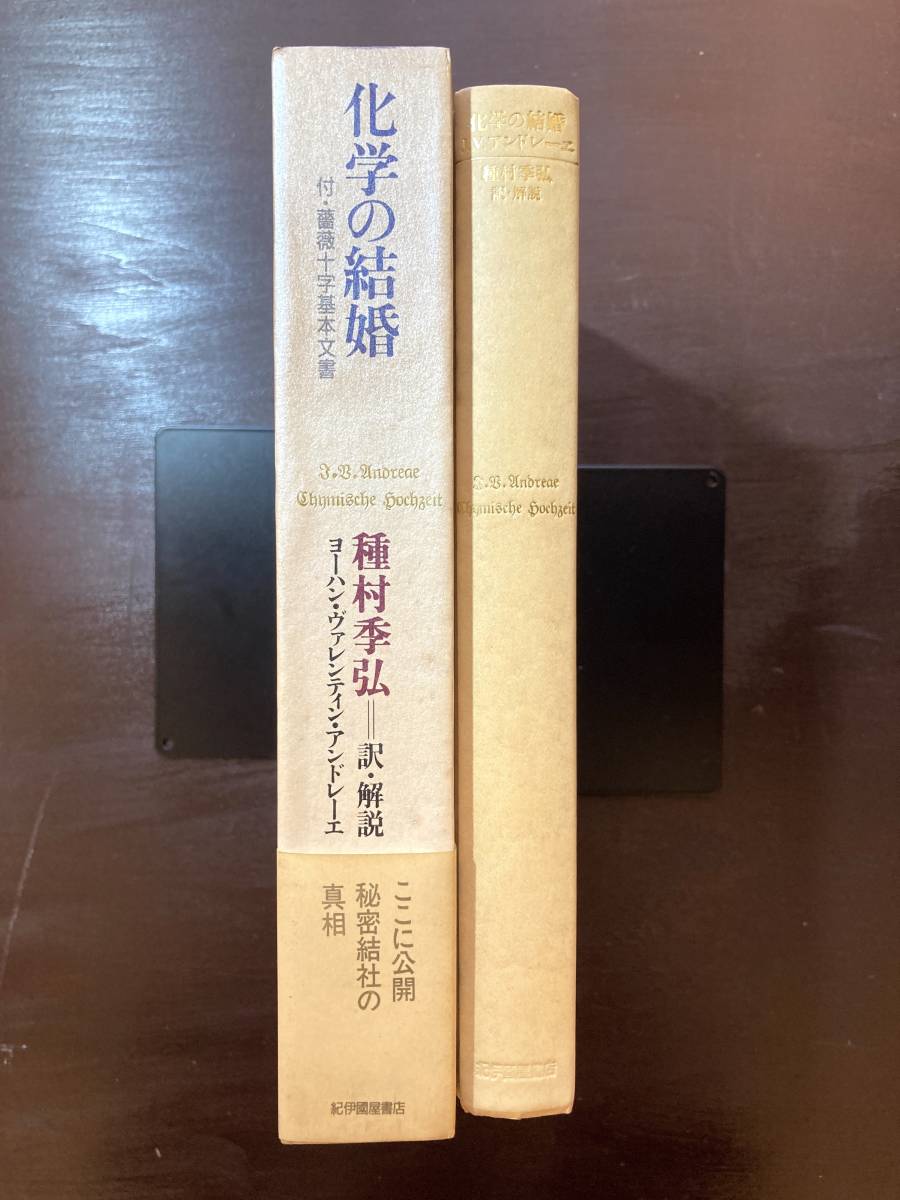 化学の結婚
付・薔薇十字基本文書
J.V.Andreae
Chymische Hochzeit
種村季弘=訳・解説
ヨーハン・ヴァレンティン・アンドレーエ
ここに公開
秘密結社の
真相
紀伊國屋書店
化学の結婚
J.V.アンドレーエ
種村季弘
訳・解説
J.V.Andreae
Chymische Hochzeit
紀伊國屋書店